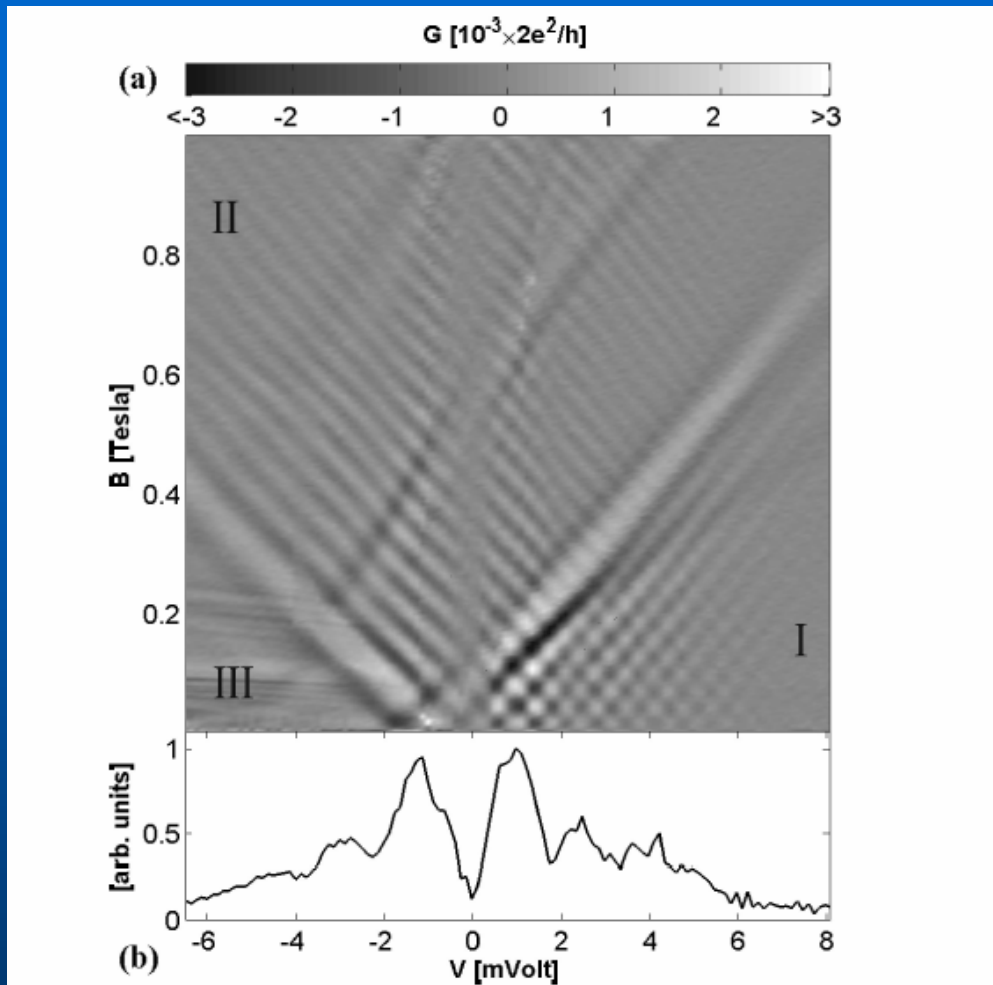 G [10⁻³×2e²/h]
(a)
<-3 -2 -1 0 1 2 >3
II
0.8
0.6
B [Tesla]
0.4
0.2
I
III
1
0.5
0
[arb. units]
-6 -4 -2 0 2 4 6 8
(b)
V [mVolt]